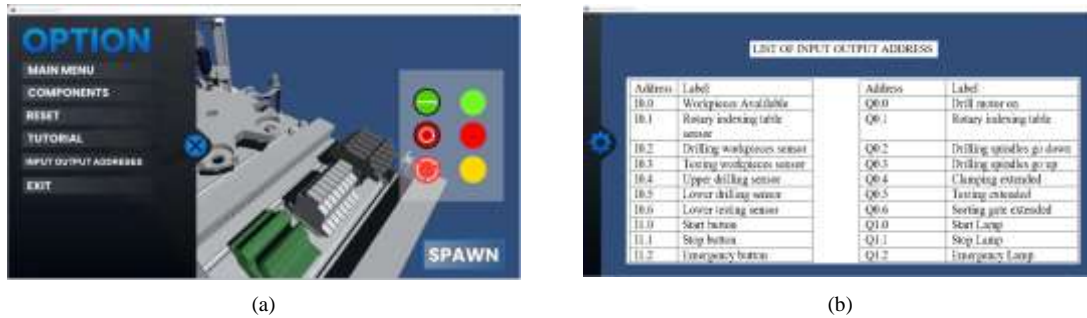 OPTION
MAIN MENU
COMPONENTS
RESET
TUTORIAL
INPUT OUTPUT ADDRESSES
EXIT
SPAWN
(a)
LIST OF INPUT OUTPUT ADDRESS
Address Label Address Label
I0.0 Workpieces Available Q0.0 Drill motor on
I0.1 Rotary indexing table Q0.1 Rotary indexing table
sensor
I0.2 Drilling workpieces sensor Q0.2 Drilling spindles go down
I0.3 Testing workpieces sensor Q0.3 Drilling spindles go up
I0.4 Upper drilling sensor Q0.4 Clamping extended
I0.5 Lower drilling sensor Q0.5 Testing extended
I0.6 Lower testing sensor Q0.6 Sorting gate extended
I1.0 Start button Q1.0 Start Lamp
I1.1 Stop button Q1.1 Stop Lamp
I1.2 Emergency button Q1.2 Emergency Lamp
(b)